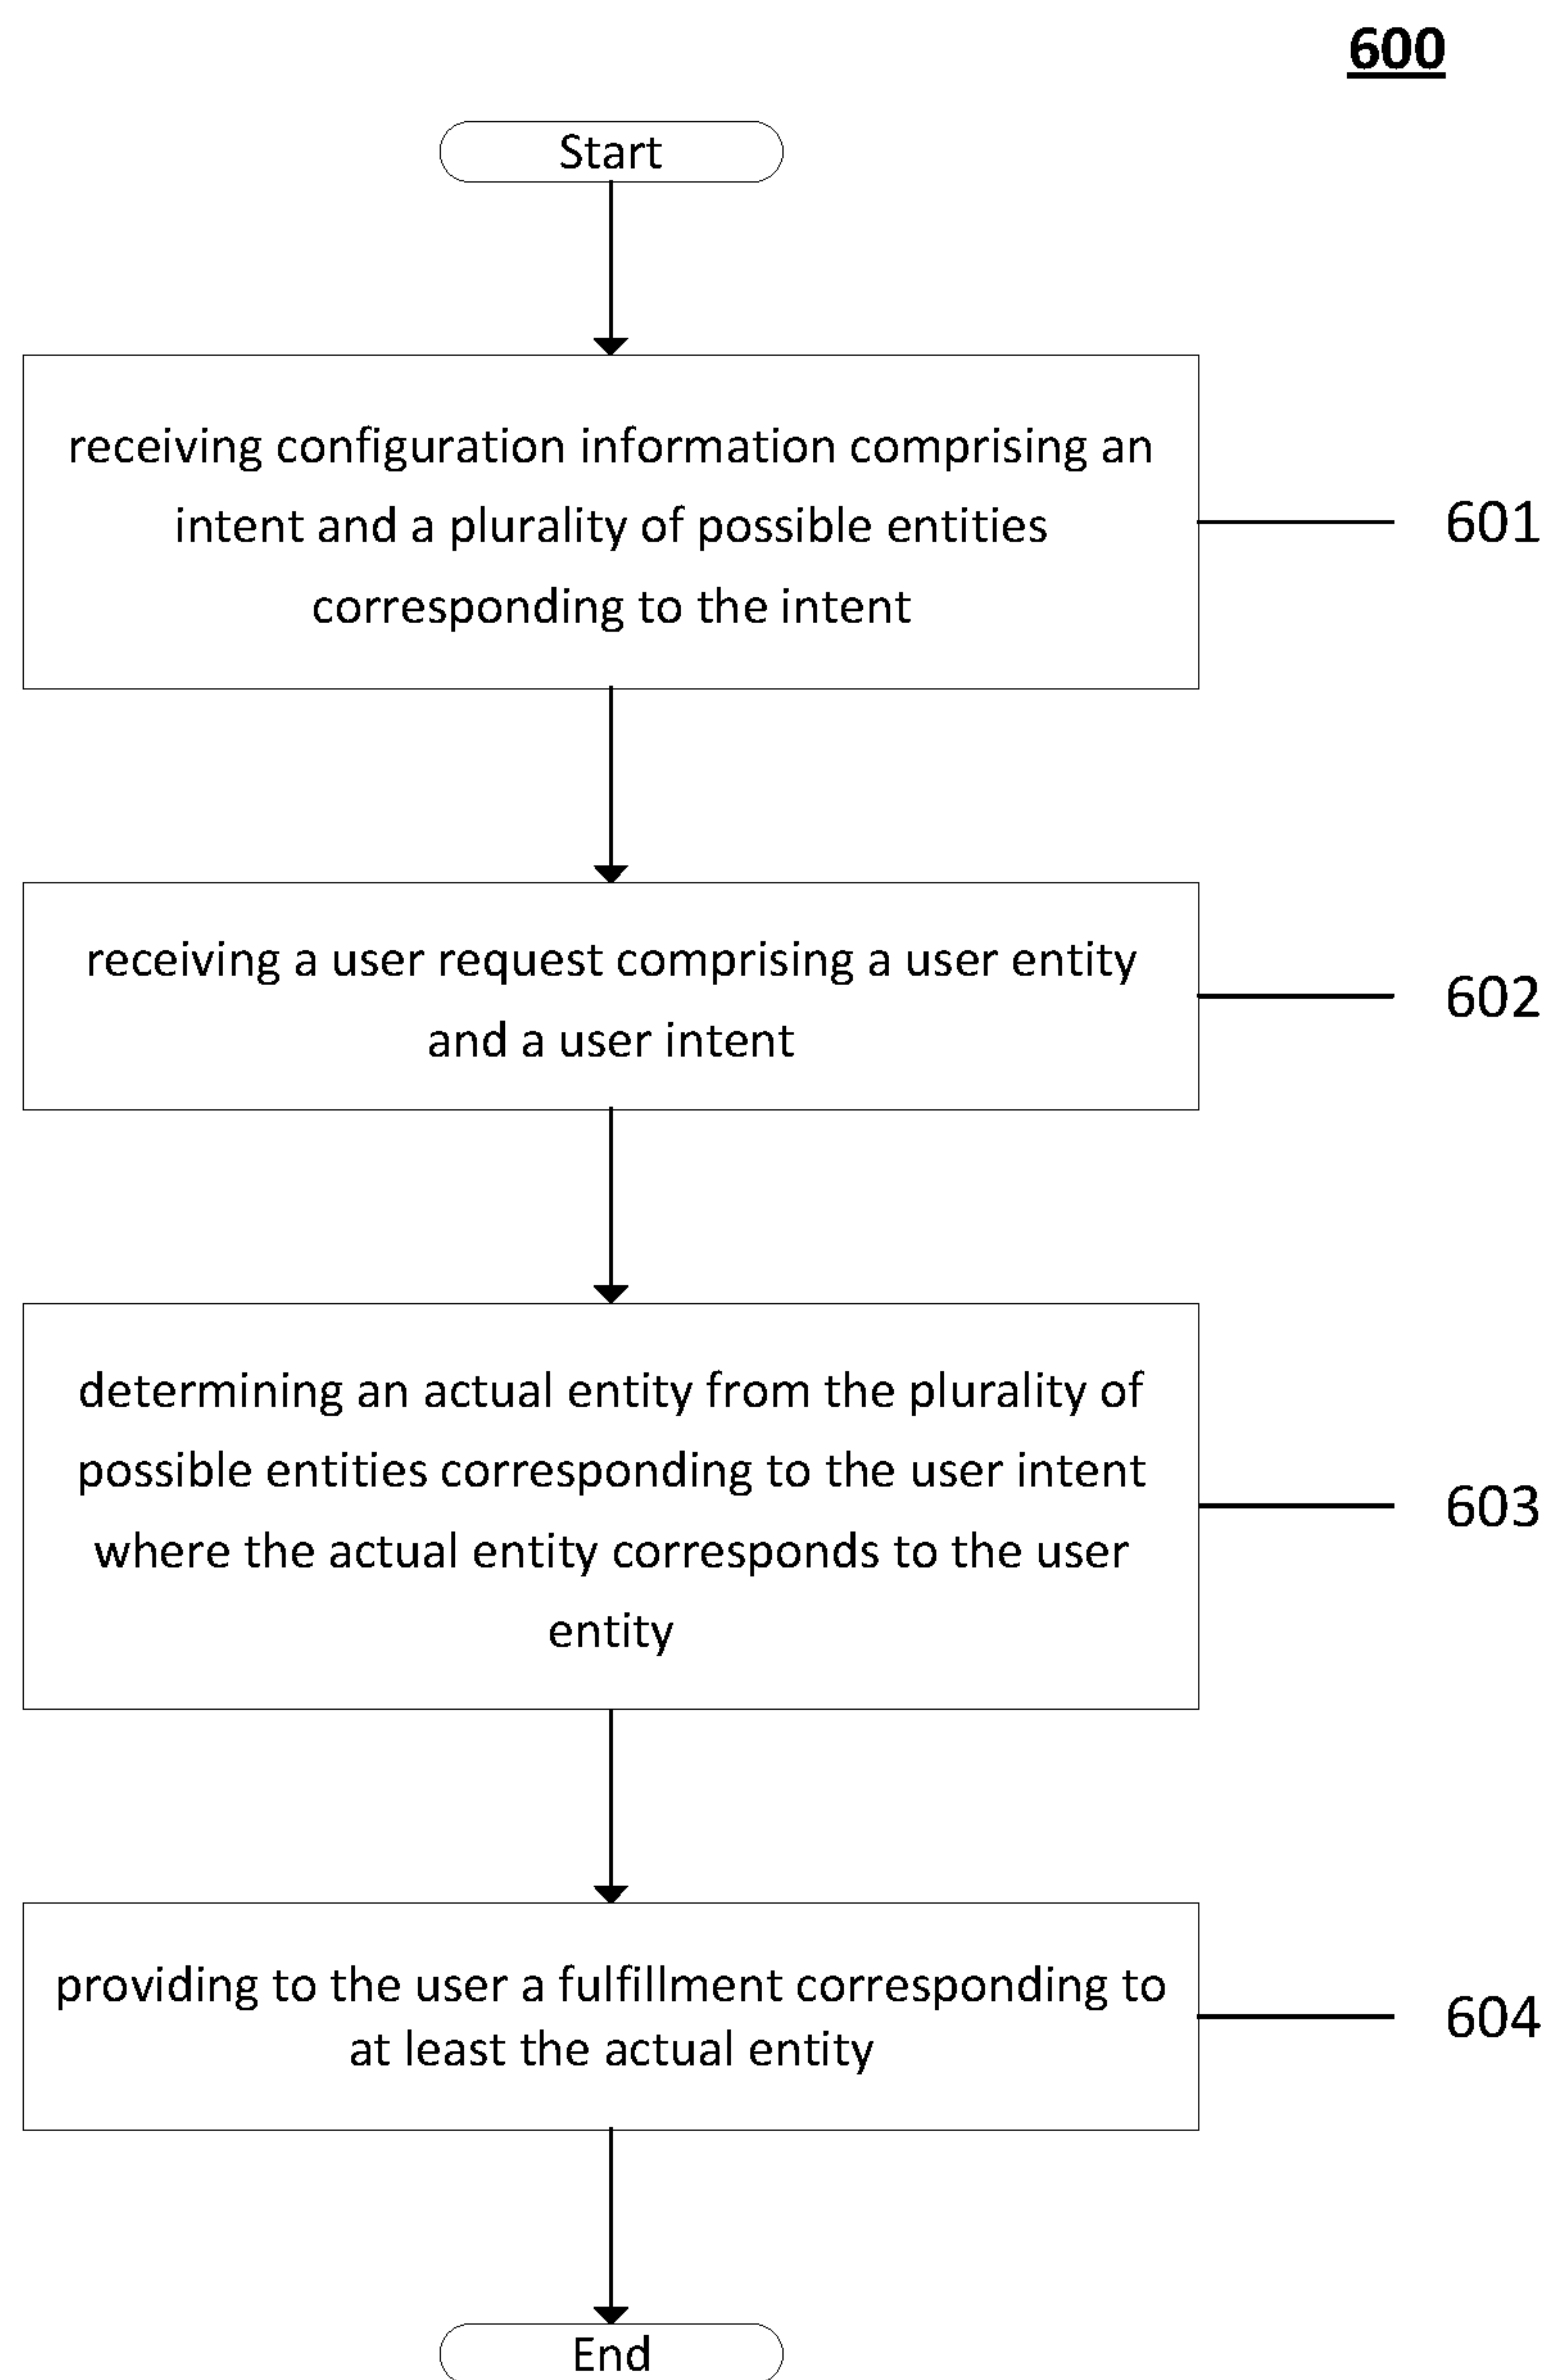 600
Start
receiving configuration information comprising an
intent and a plurality of possible entities
corresponding to the intent
601
receiving a user request comprising a user entity
and a user intent
602
determining an actual entity from the plurality of
possible entities corresponding to the user intent
where the actual entity corresponds to the user
entity
603
providing to the user a fulfillment corresponding to
at least the actual entity
604
End